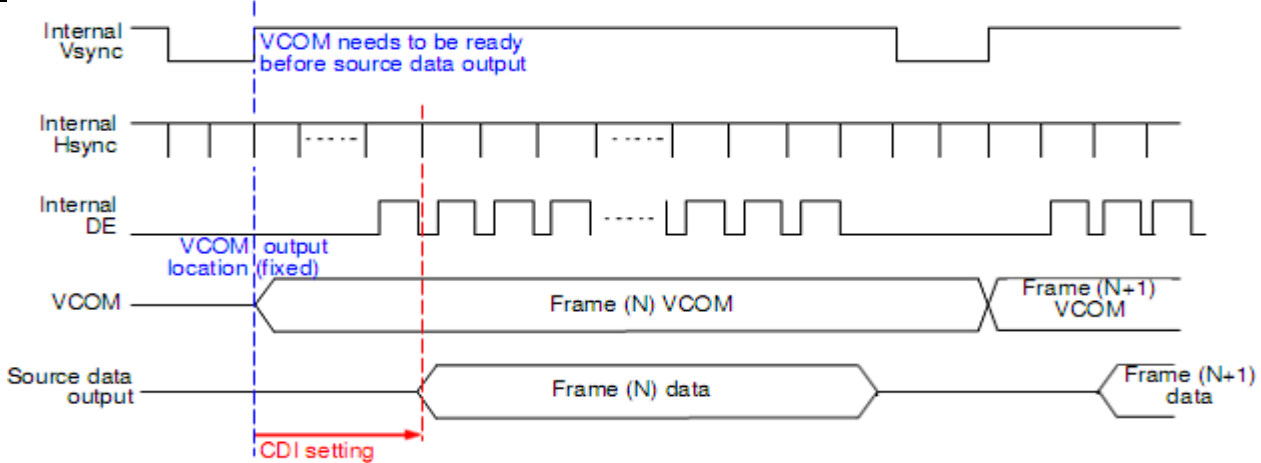 Internal
Vsync
VCOM needs to be ready
before source data output
Internal
Hsync
Internal
DE
VCOM output
location (fixed)
VCOM
Frame (N) VCOM
Frame (N+1)
VCOM
Source data
output
Frame (N) data
Frame (N+1)
data
CDI setting